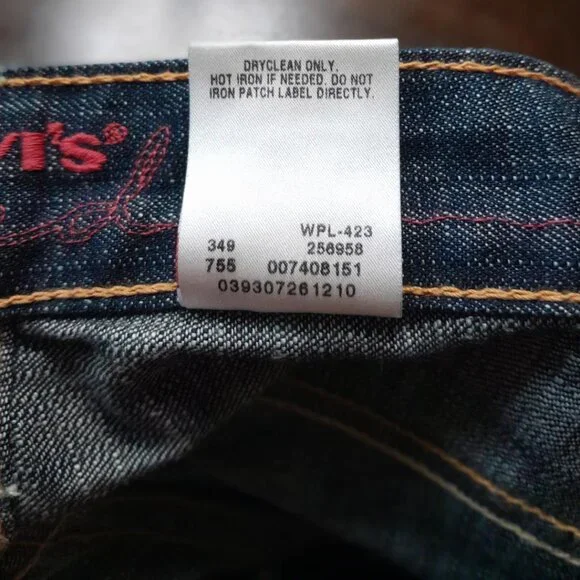 DRYCLEAN ONLY.
HOT IRON IF NEEDED. DO NOT
IRON PATCH LABEL DIRECTLY.
VI'S®
WPL-423
349 256958
755 007408151
039307261210